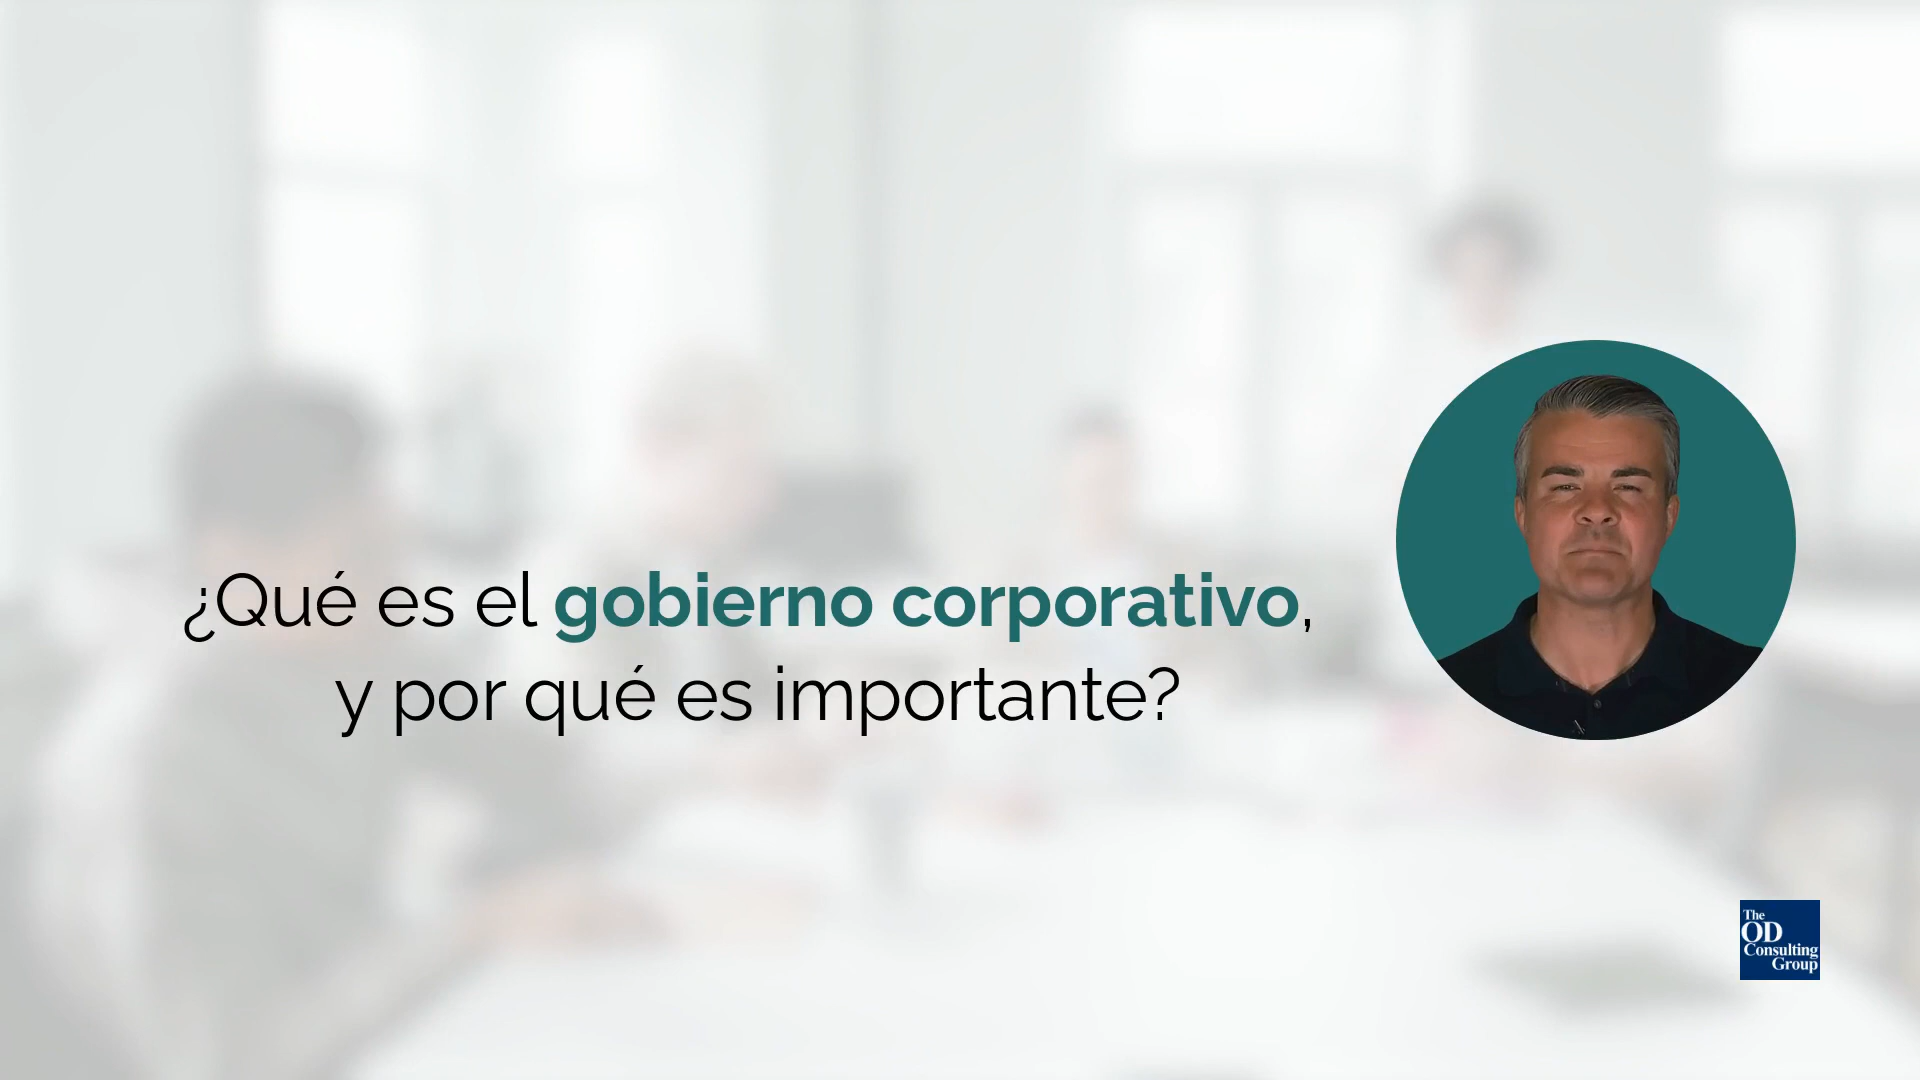 ¿Qué es el gobierno corporativo,
y por qué es importante?
The
OD
Consulting
Group